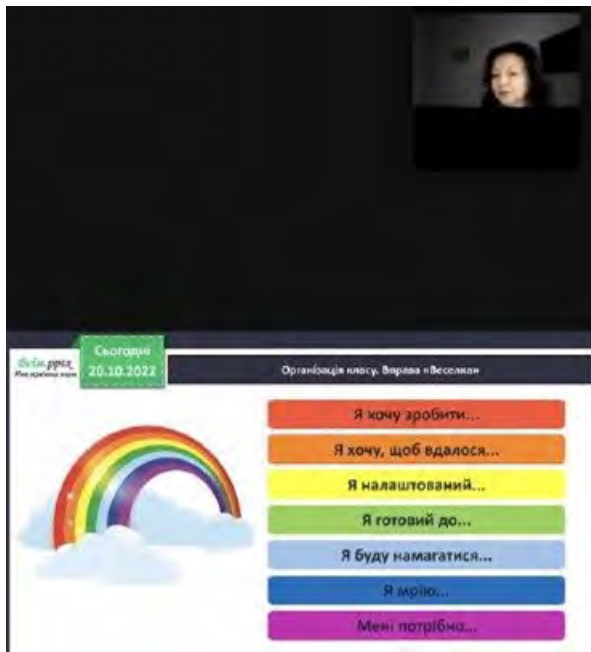 Сьогодні
20.10.2022
Організація класу. Вправа «Веселка»
Я хочу зробити...
Я хочу, щоб вдалося...
Я налаштований...
Я готовий до...
Я буду намагатися...
Я мрію...
Мені потрібно...